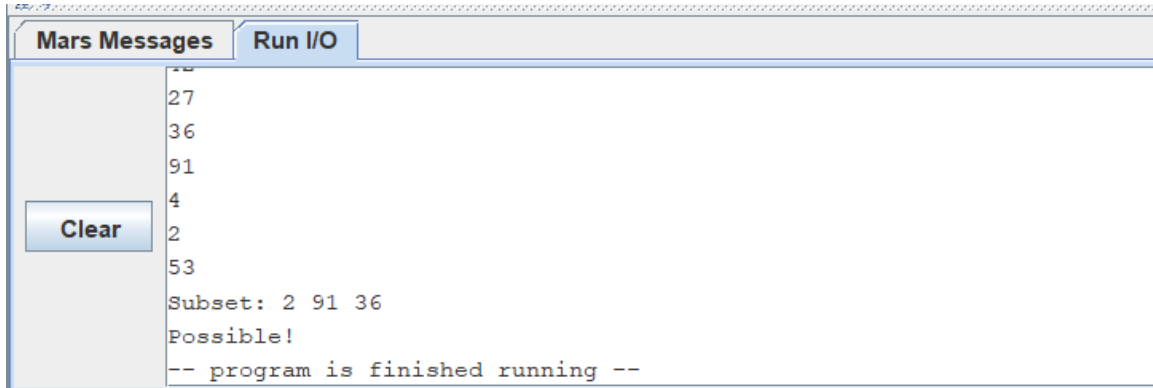 Mars Messages Run I/O
27
36
91
4
Clear
2
53
Subset: 2 91 36
Possible!
-- program is finished running --